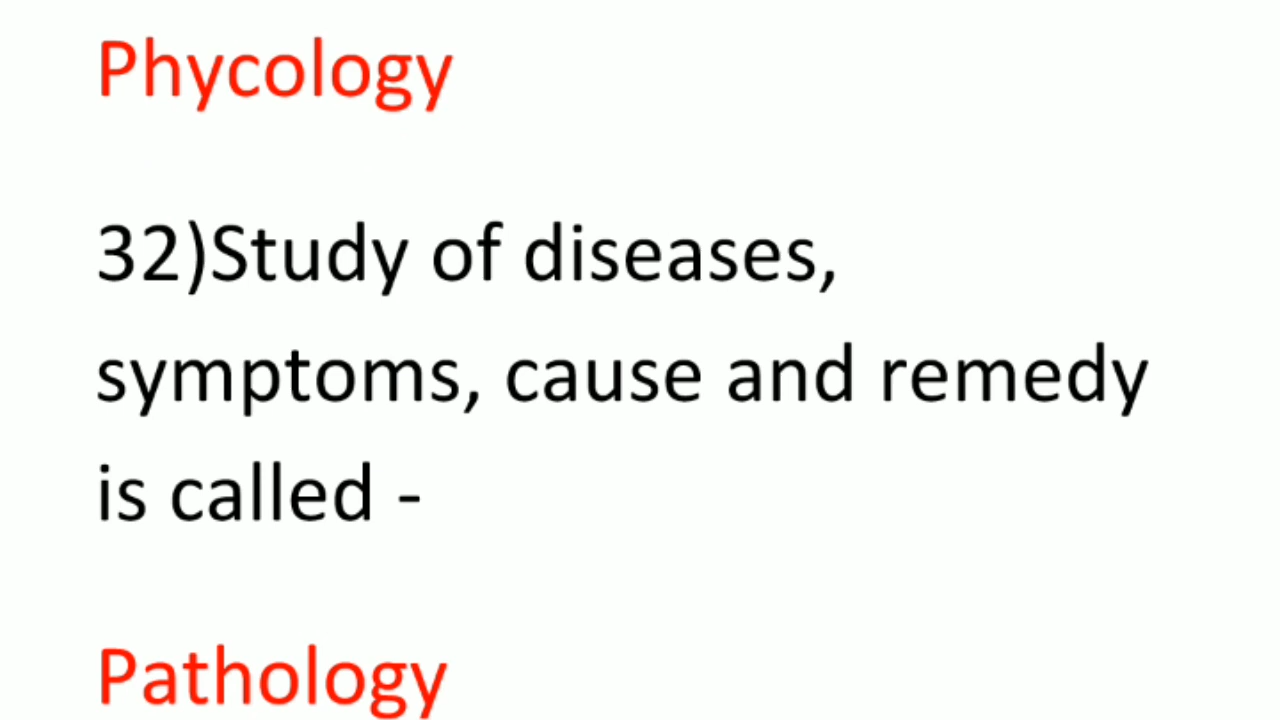 Phycology
32)Study of diseases,
symptoms, cause and remedy
is called -
Pathology